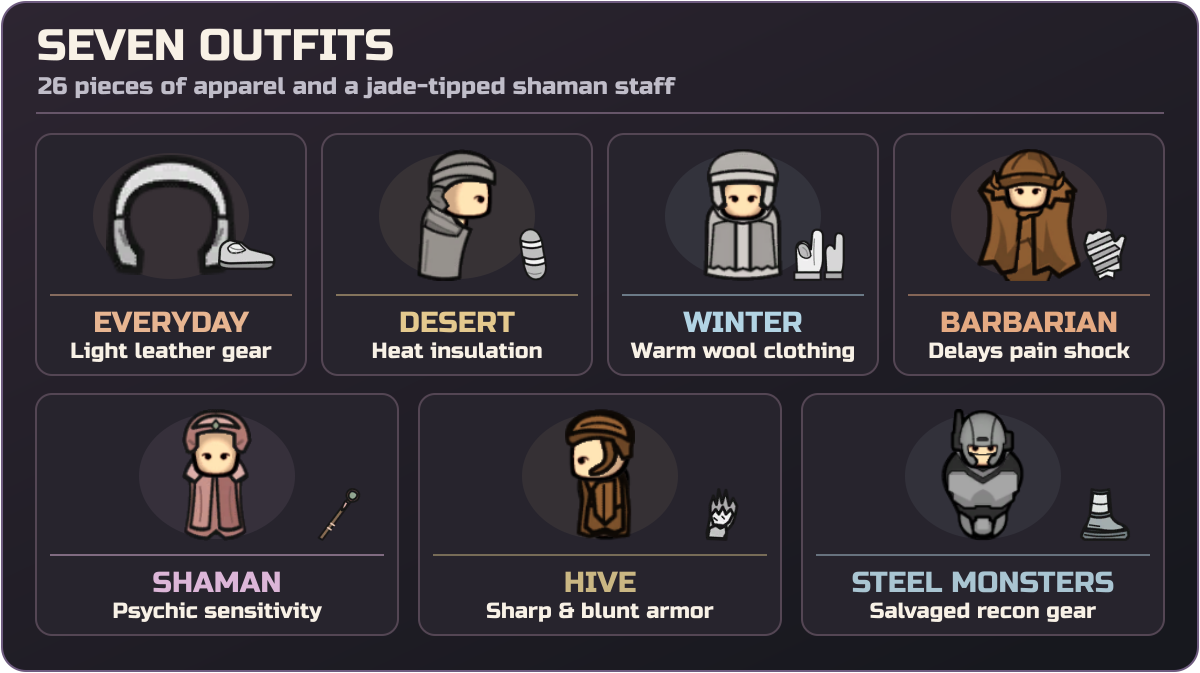 SEVEN OUTFITS
26 pieces of apparel and a jade-tipped shaman staff
EVERYDAY
Light leather gear
DESERT
Heat insulation
WINTER
Warm wool clothing
BARBARIAN
Delays pain shock
SHAMAN
Psychic sensitivity
HIVE
Sharp & blunt armor
STEEL MONSTERS
Salvaged recon gear